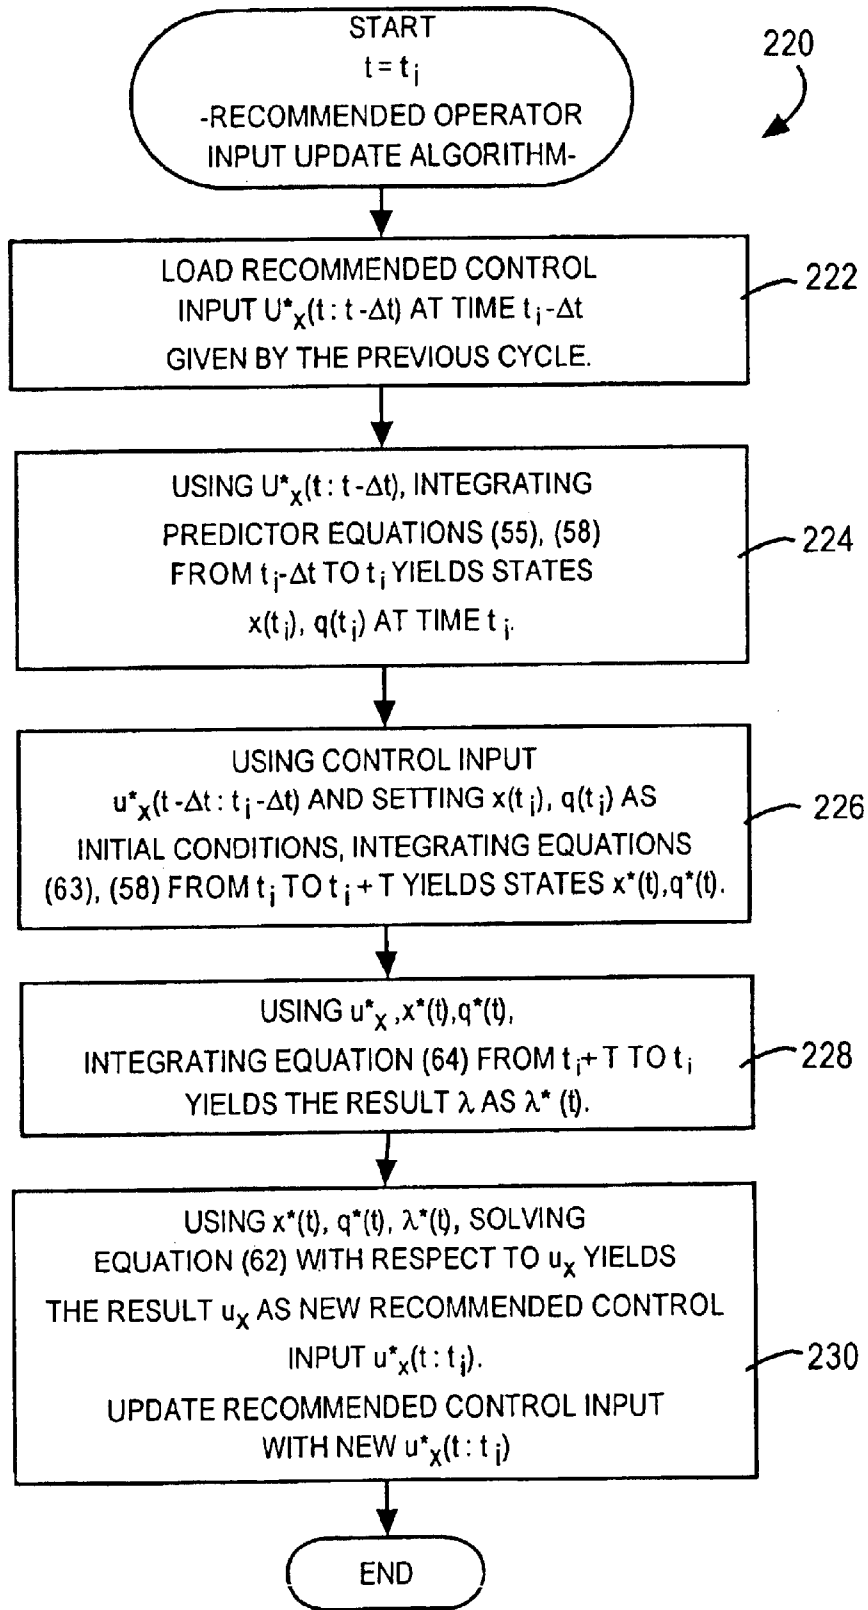 START
t = t i
-RECOMMENDED OPERATOR
INPUT UPDATE ALGORITHM-
220
LOAD RECOMMENDED CONTROL
INPUT U*x(t : t -Δt) AT TIME ti-Δt
GIVEN BY THE PREVIOUS CYCLE.
222
USING U*x(t : t -Δt), INTEGRATING
PREDICTOR EQUATIONS (55), (58)
FROM ti-Δt TO ti YIELDS STATES
x(ti), q(ti) AT TIME t i.
224
USING CONTROL INPUT
u*x(t -Δt : ti -Δt) AND SETTING x(ti), q(ti) AS
INITIAL CONDITIONS, INTEGRATING EQUATIONS
(63), (58) FROM ti TO ti + T YIELDS STATES x*(t),q*(t).
226
USING u*x ,x*(t),q*(t),
INTEGRATING EQUATION (64) FROM ti+ T TO ti
YIELDS THE RESULT λ AS λ* (t).
228
USING x*(t), q*(t), λ*(t), SOLVING
EQUATION (62) WITH RESPECT TO ux YIELDS
THE RESULT ux AS NEW RECOMMENDED CONTROL
INPUT u*x(t : ti).
UPDATE RECOMMENDED CONTROL INPUT
WITH NEW u*x(t : ti)
230
END